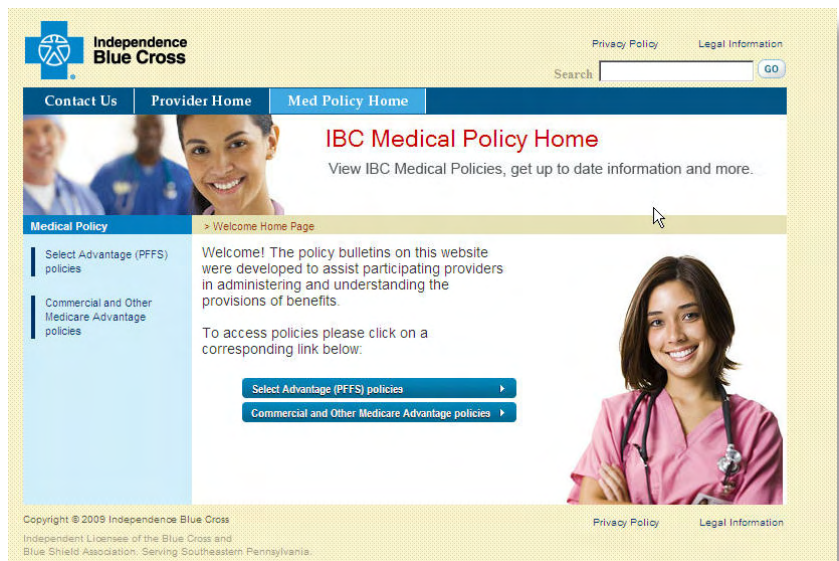 Independence
Blue Cross
Privacy Policy Legal Information
Search GO
Contact Us Provider Home Med Policy Home
IBC Medical Policy Home
View IBC Medical Policies, get up to date information and more.
Medical Policy
> Welcome Home Page
Select Advantage (PFFS)
policies
Commercial and Other
Medicare Advantage
policies
Welcome! The policy bulletins on this website
were developed to assist participating providers
in administering and understanding the
provisions of benefits.
To access policies please click on a
corresponding link below:
Select Advantage (PFFS) policies
Commercial and Other Medicare Advantage policies
Copyright © 2009 Independence Blue Cross
Privacy Policy Legal Information
Independent Licensee of the Blue Cross and
Blue Shield Association. Serving Southeastern Pennsylvania.